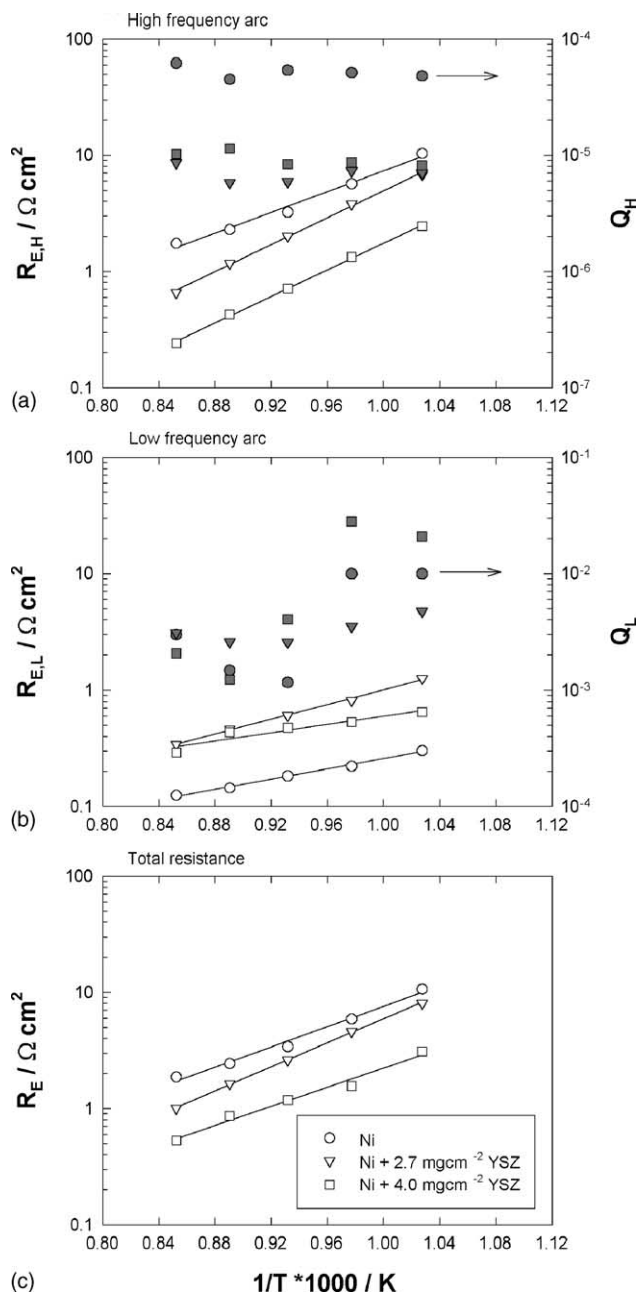 High frequency arc
100
10
1
0.1
R_E,H / Ω cm²
10⁻⁴
10⁻⁵
10⁻⁶
10⁻⁷
Q_H
0.80 0.84 0.88 0.92 0.96 1.00 1.04 1.08 1.12
(a)
Low frequency arc
100
10
1
0.1
R_E,L / Ω cm²
10⁻¹
10⁻²
10⁻³
10⁻⁴
Q_L
0.80 0.84 0.88 0.92 0.96 1.00 1.04 1.08 1.12
(b)
Total resistance
100
10
1
0.1
R_E / Ω cm²
Ni
Ni + 2.7 mgcm ⁻² YSZ
Ni + 4.0 mgcm ⁻² YSZ
0.80 0.84 0.88 0.92 0.96 1.00 1.04 1.08 1.12
(c)
1/T *1000 / K